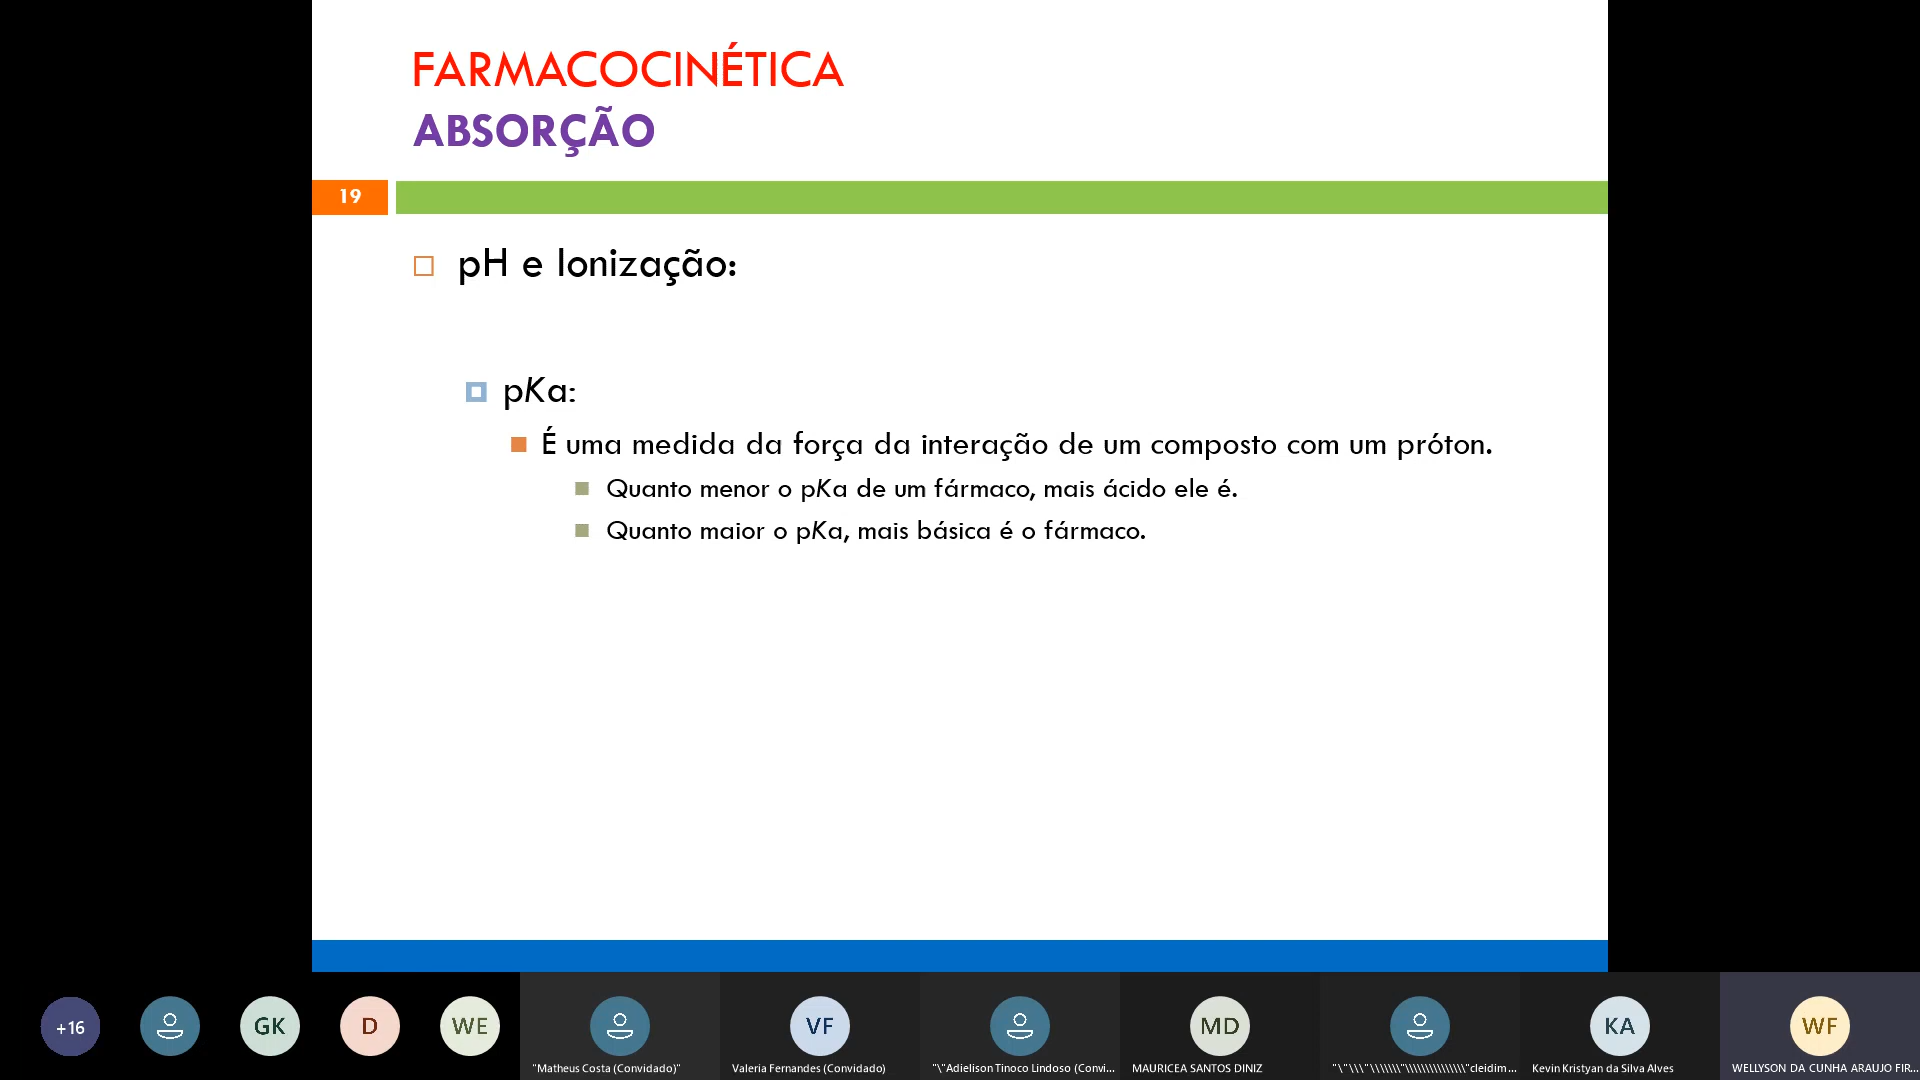 FARMACOCINÉTICA
ABSORÇÃO
19
pH e Ionização:
pKa:
É uma medida da força da interação de um composto com um próton.
Quanto menor o pKa de um fármaco, mais ácido ele é.
Quanto maior o pKa, mais básica é o fármaco.
+16
GK
D
WE
VF
MD
KA
WF
"Matheus Costa (Convidado)"
Valeria Fernandes (Convidado)
"\"Adielison Tinoco Lindoso (Convi...
MAURICEA SANTOS DINIZ
"\"\\\"\\\\\\\"\\\\\\\\\\\\\\\"cleidim...
Kevin Kristyan da Silva Alves
WELLYSON DA CUNHA ARAUJO FIR...